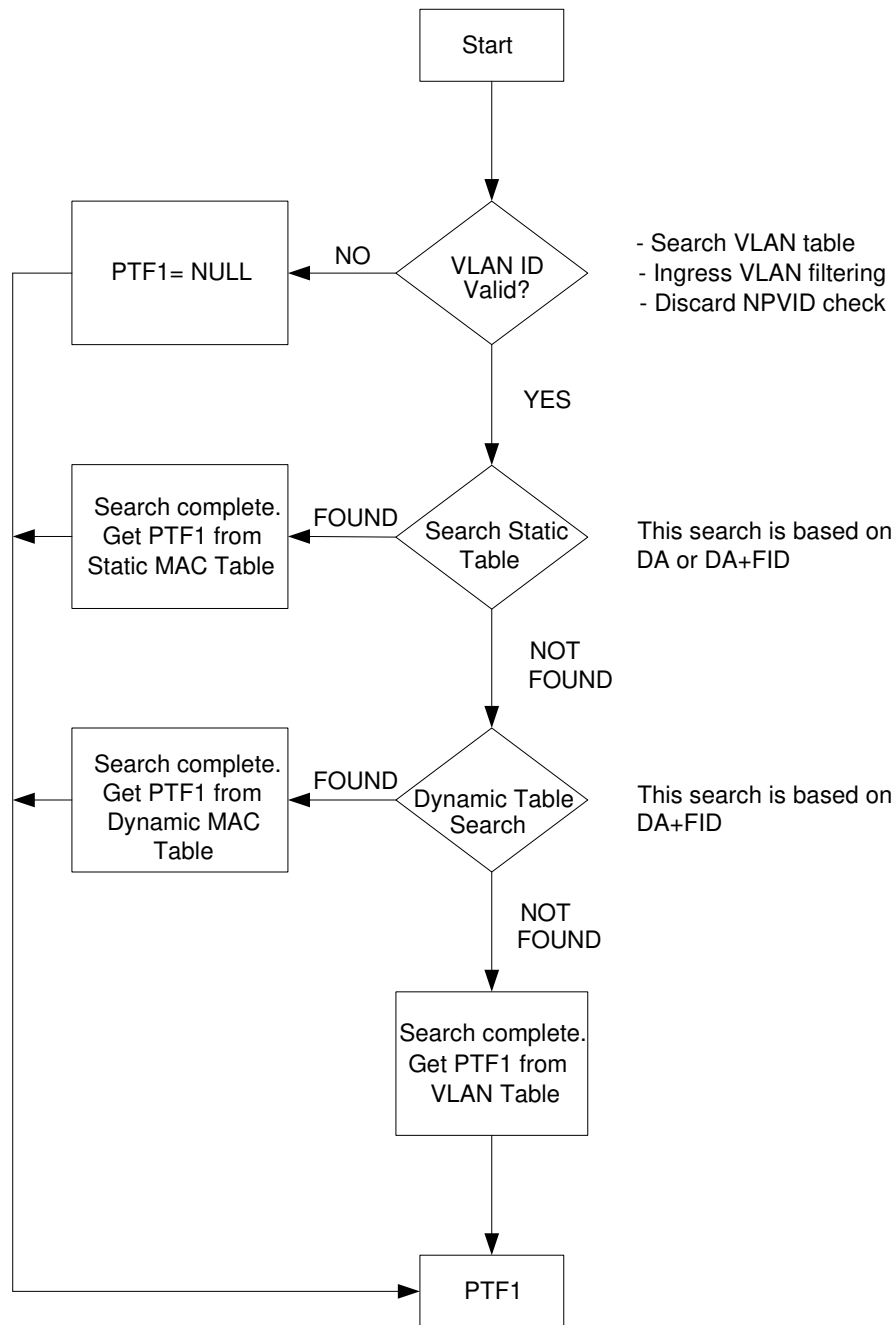 Start
PTF1= NULL
NO
VLAN ID
Valid?
- Search VLAN table
- Ingress VLAN filtering
- Discard NPVID check
YES
Search complete.
Get PTF1 from
Static MAC Table
FOUND
Search Static
Table
This search is based on
DA or DA+FID
NOT
FOUND
Search complete.
Get PTF1 from
Dynamic MAC
Table
FOUND
Dynamic Table
Search
This search is based on
DA+FID
NOT
FOUND
Search complete.
Get PTF1 from
VLAN Table
PTF1